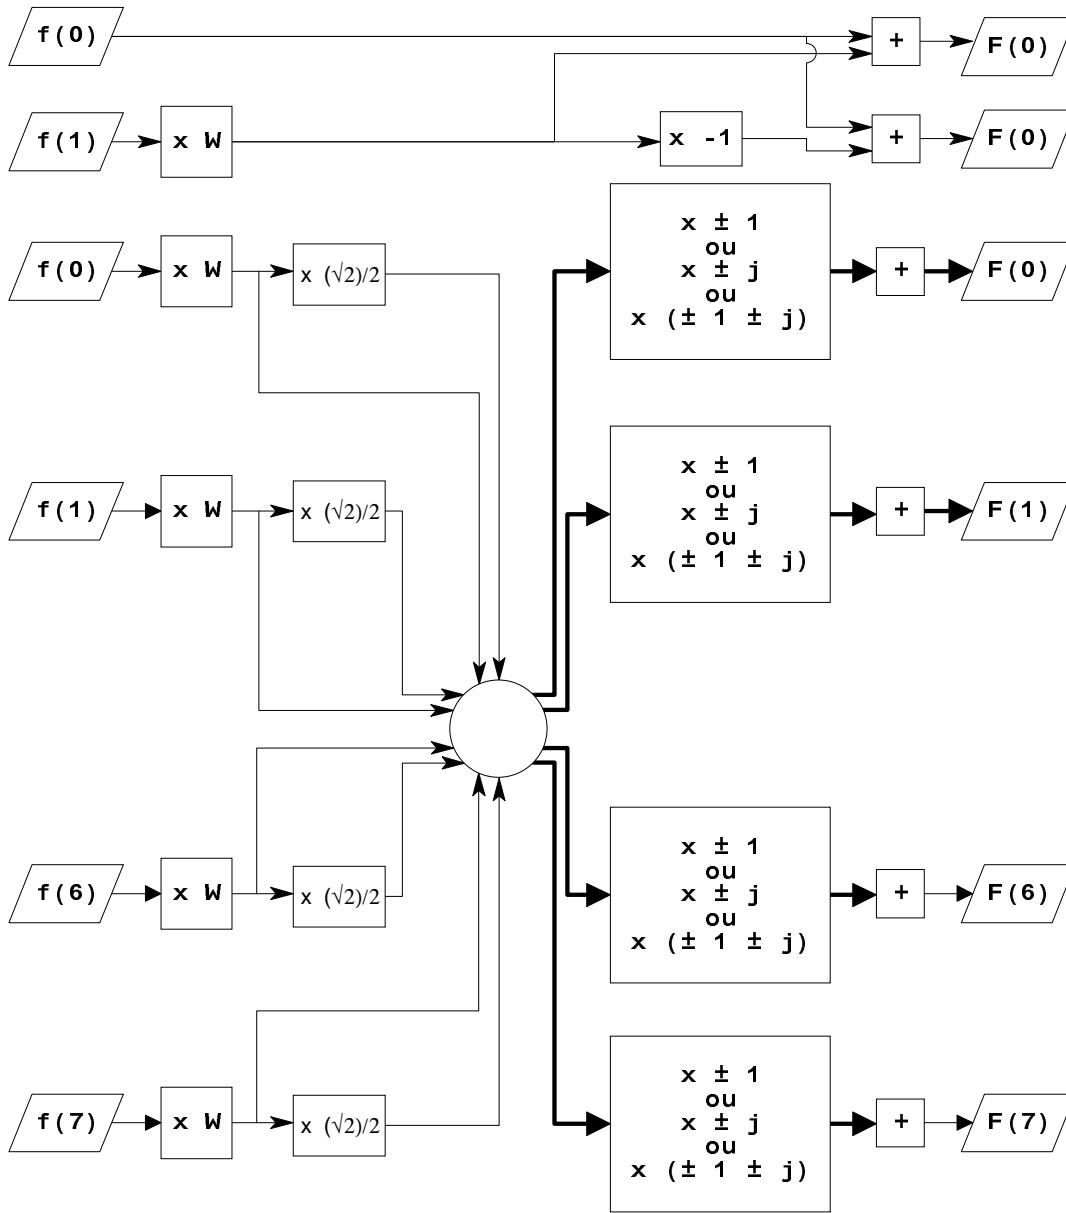 f(0)
+
F(0)
f(1)
x W
x -1
+
F(0)
f(0)
x W
x (√2)/2
x ± 1
ou
x ± j
ou
x (± 1 ± j)
+
F(0)
f(1)
x W
x (√2)/2
x ± 1
ou
x ± j
ou
x (± 1 ± j)
+
F(1)
f(6)
x W
x (√2)/2
x ± 1
ou
x ± j
ou
x (± 1 ± j)
+
F(6)
f(7)
x W
x (√2)/2
x ± 1
ou
x ± j
ou
x (± 1 ± j)
+
F(7)